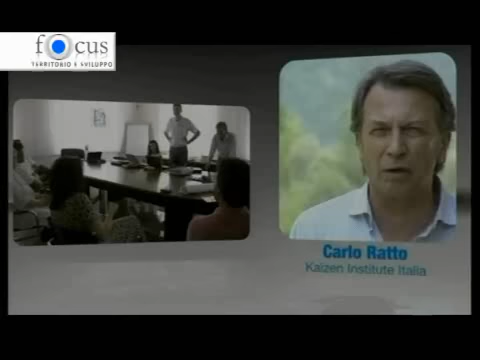 focus
TERRITORIO E SVILUPPO
Carlo Ratto
Kaizen Institute Italia